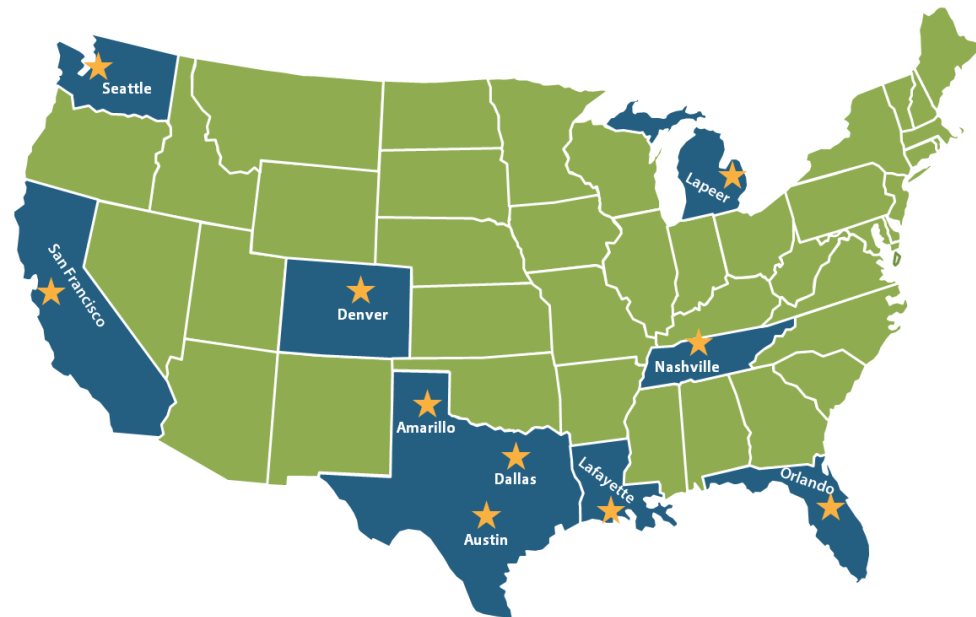 Seattle
Lapeer
San Francisco
Denver
Nashville
Amarillo
Lafayette
Dallas
Orlando
Austin